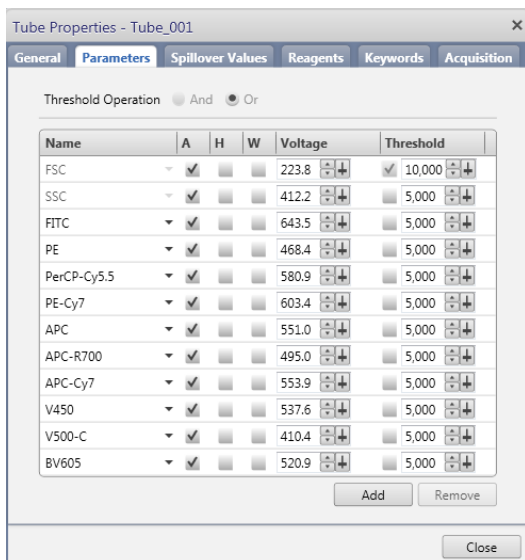 Tube Properties - Tube_001
General Parameters Spillover Values Reagents Keywords Acquisition
Threshold Operation And Or
Name A H W Voltage Threshold
FSC 223.8 10,000
SSC 412.2 5,000
FITC 643.5 5,000
PE 468.4 5,000
PerCP-Cy5.5 580.9 5,000
PE-Cy7 603.4 5,000
APC 551.0 5,000
APC-R700 495.0 5,000
APC-Cy7 553.9 5,000
V450 537.6 5,000
V500-C 410.4 5,000
BV605 520.9 5,000
Add Remove
Close